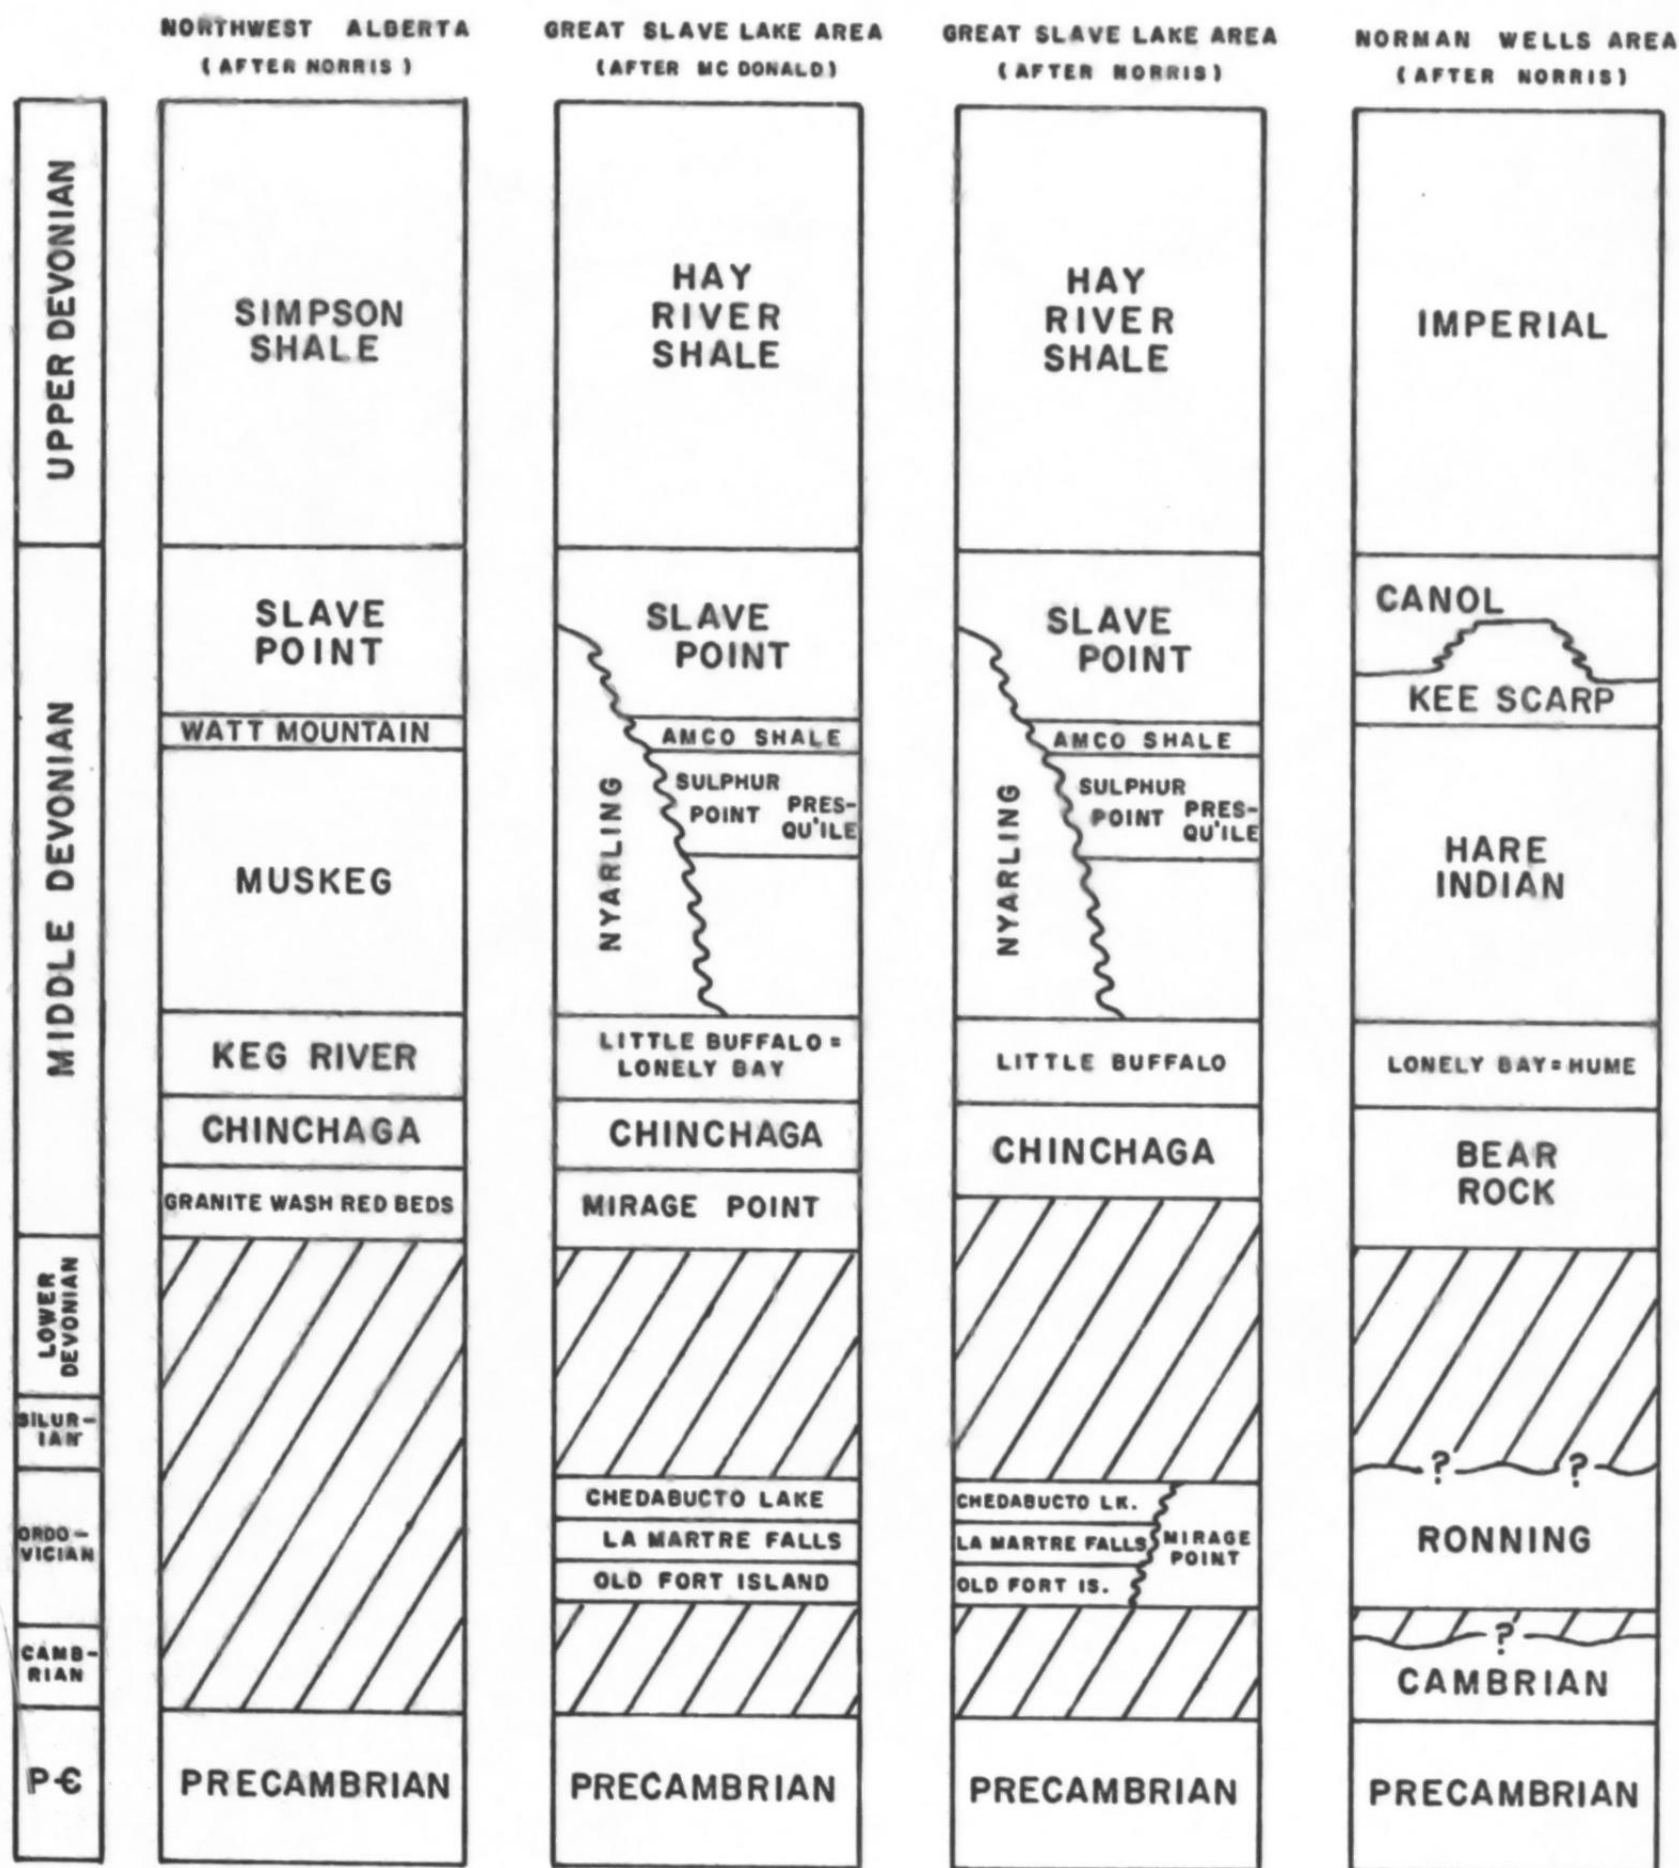 NORTHWEST ALBERTA
(AFTER NORRIS)
GREAT SLAVE LAKE AREA
(AFTER MC DONALD)
GREAT SLAVE LAKE AREA
(AFTER NORRIS)
NORMAN WELLS AREA
(AFTER NORRIS)
UPPER DEVONIAN
MIDDLE DEVONIAN
LOWER
DEVONIAN
SILUR-
IAN
ORDO-
VICIAN
CAMB-
RIAN
P-Є
SIMPSON
SHALE
SLAVE
POINT
WATT MOUNTAIN
MUSKEG
KEG RIVER
CHINCHAGA
GRANITE WASH RED BEDS
PRECAMBRIAN
HAY
RIVER
SHALE
SLAVE
POINT
AMCO SHALE
SULPHUR
POINT
PRES-
QU'ILE
NYARLING
LITTLE BUFFALO =
LONELY BAY
CHINCHAGA
MIRAGE POINT
CHEDABUCTO LAKE
LA MARTRE FALLS
OLD FORT ISLAND
PRECAMBRIAN
HAY
RIVER
SHALE
SLAVE
POINT
AMCO SHALE
SULPHUR
POINT
PRES-
QU'ILE
NYARLING
LITTLE BUFFALO
CHINCHAGA
CHEDABUCTO LK.
LA MARTRE FALLS
OLD FORT IS.
MIRAGE
POINT
PRECAMBRIAN
IMPERIAL
CANOL
KEE SCARP
HARE
INDIAN
LONELY BAY = HUME
BEAR
ROCK
? ?
RONNING
?
CAMBRIAN
PRECAMBRIAN